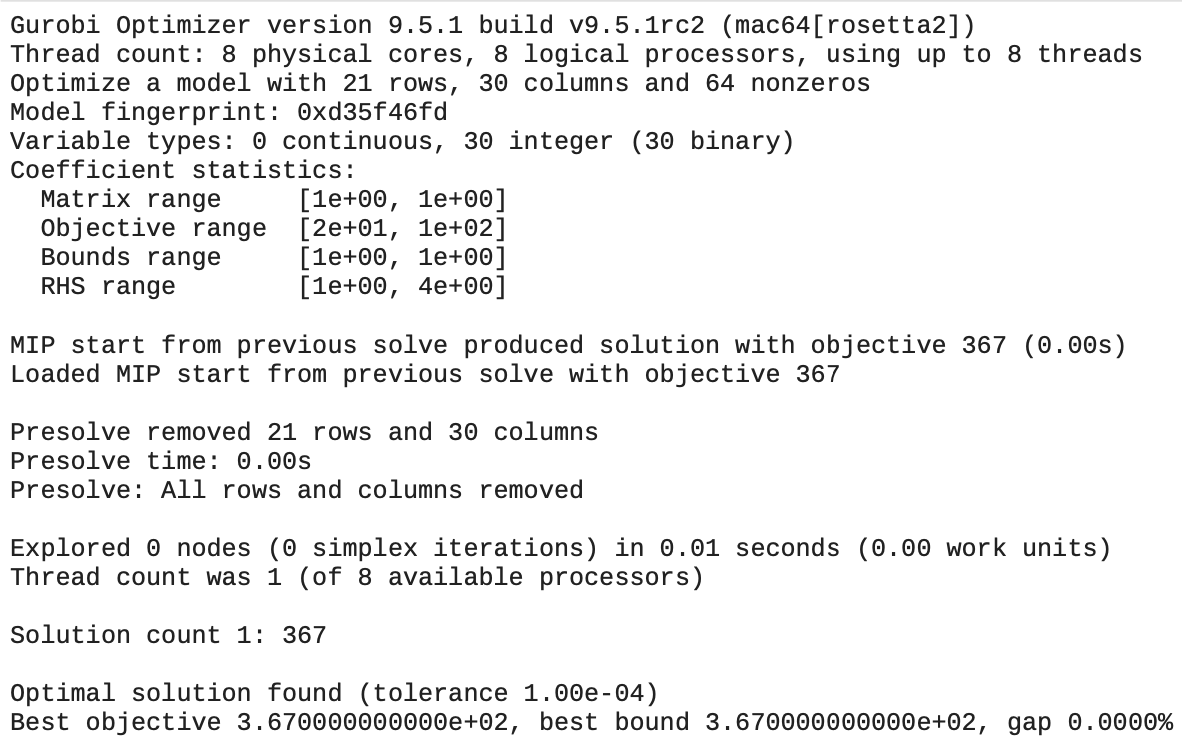 Gurobi Optimizer version 9.5.1 build v9.5.1rc2 (mac64[rosetta2])
Thread count: 8 physical cores, 8 logical processors, using up to 8 threads
Optimize a model with 21 rows, 30 columns and 64 nonzeros
Model fingerprint: 0xd35f46fd
Variable types: 0 continuous, 30 integer (30 binary)
Coefficient statistics:
  Matrix range     [1e+00, 1e+00]
  Objective range  [2e+01, 1e+02]
  Bounds range     [1e+00, 1e+00]
  RHS range        [1e+00, 4e+00]

MIP start from previous solve produced solution with objective 367 (0.00s)
Loaded MIP start from previous solve with objective 367

Presolve removed 21 rows and 30 columns
Presolve time: 0.00s
Presolve: All rows and columns removed

Explored 0 nodes (0 simplex iterations) in 0.01 seconds (0.00 work units)
Thread count was 1 (of 8 available processors)

Solution count 1: 367

Optimal solution found (tolerance 1.00e-04)
Best objective 3.670000000000e+02, best bound 3.670000000000e+02, gap 0.0000%